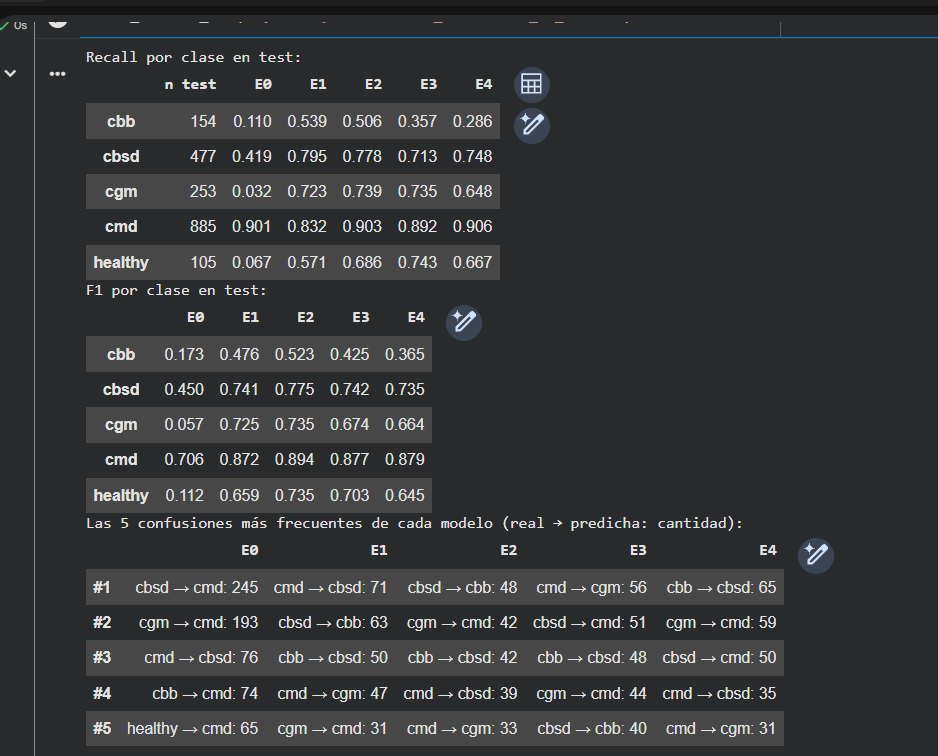 0s
Recall por clase en test:
n test E0 E1 E2 E3 E4
cbb 154 0.110 0.539 0.506 0.357 0.286
cbsd 477 0.419 0.795 0.778 0.713 0.748
cgm 253 0.032 0.723 0.739 0.735 0.648
cmd 885 0.901 0.832 0.903 0.892 0.906
healthy 105 0.067 0.571 0.686 0.743 0.667
F1 por clase en test:
E0 E1 E2 E3 E4
cbb 0.173 0.476 0.523 0.425 0.365
cbsd 0.450 0.741 0.775 0.742 0.735
cgm 0.057 0.725 0.735 0.674 0.664
cmd 0.706 0.872 0.894 0.877 0.879
healthy 0.112 0.659 0.735 0.703 0.645
Las 5 confusiones más frecuentes de cada modelo (real → predicha: cantidad):
E0 E1 E2 E3 E4
#1 cbsd → cmd: 245 cmd → cbsd: 71 cbsd → cbb: 48 cmd → cgm: 56 cbb → cbsd: 65
#2 cgm → cmd: 193 cbsd → cbb: 63 cgm → cmd: 42 cbsd → cmd: 51 cgm → cmd: 59
#3 cmd → cbsd: 76 cbb → cbsd: 50 cbb → cbsd: 42 cbb → cbsd: 48 cbsd → cmd: 50
#4 cbb → cmd: 74 cmd → cgm: 47 cmd → cbsd: 39 cgm → cmd: 44 cmd → cbsd: 35
#5 healthy → cmd: 65 cgm → cmd: 31 cmd → cgm: 33 cbsd → cbb: 40 cmd → cgm: 31